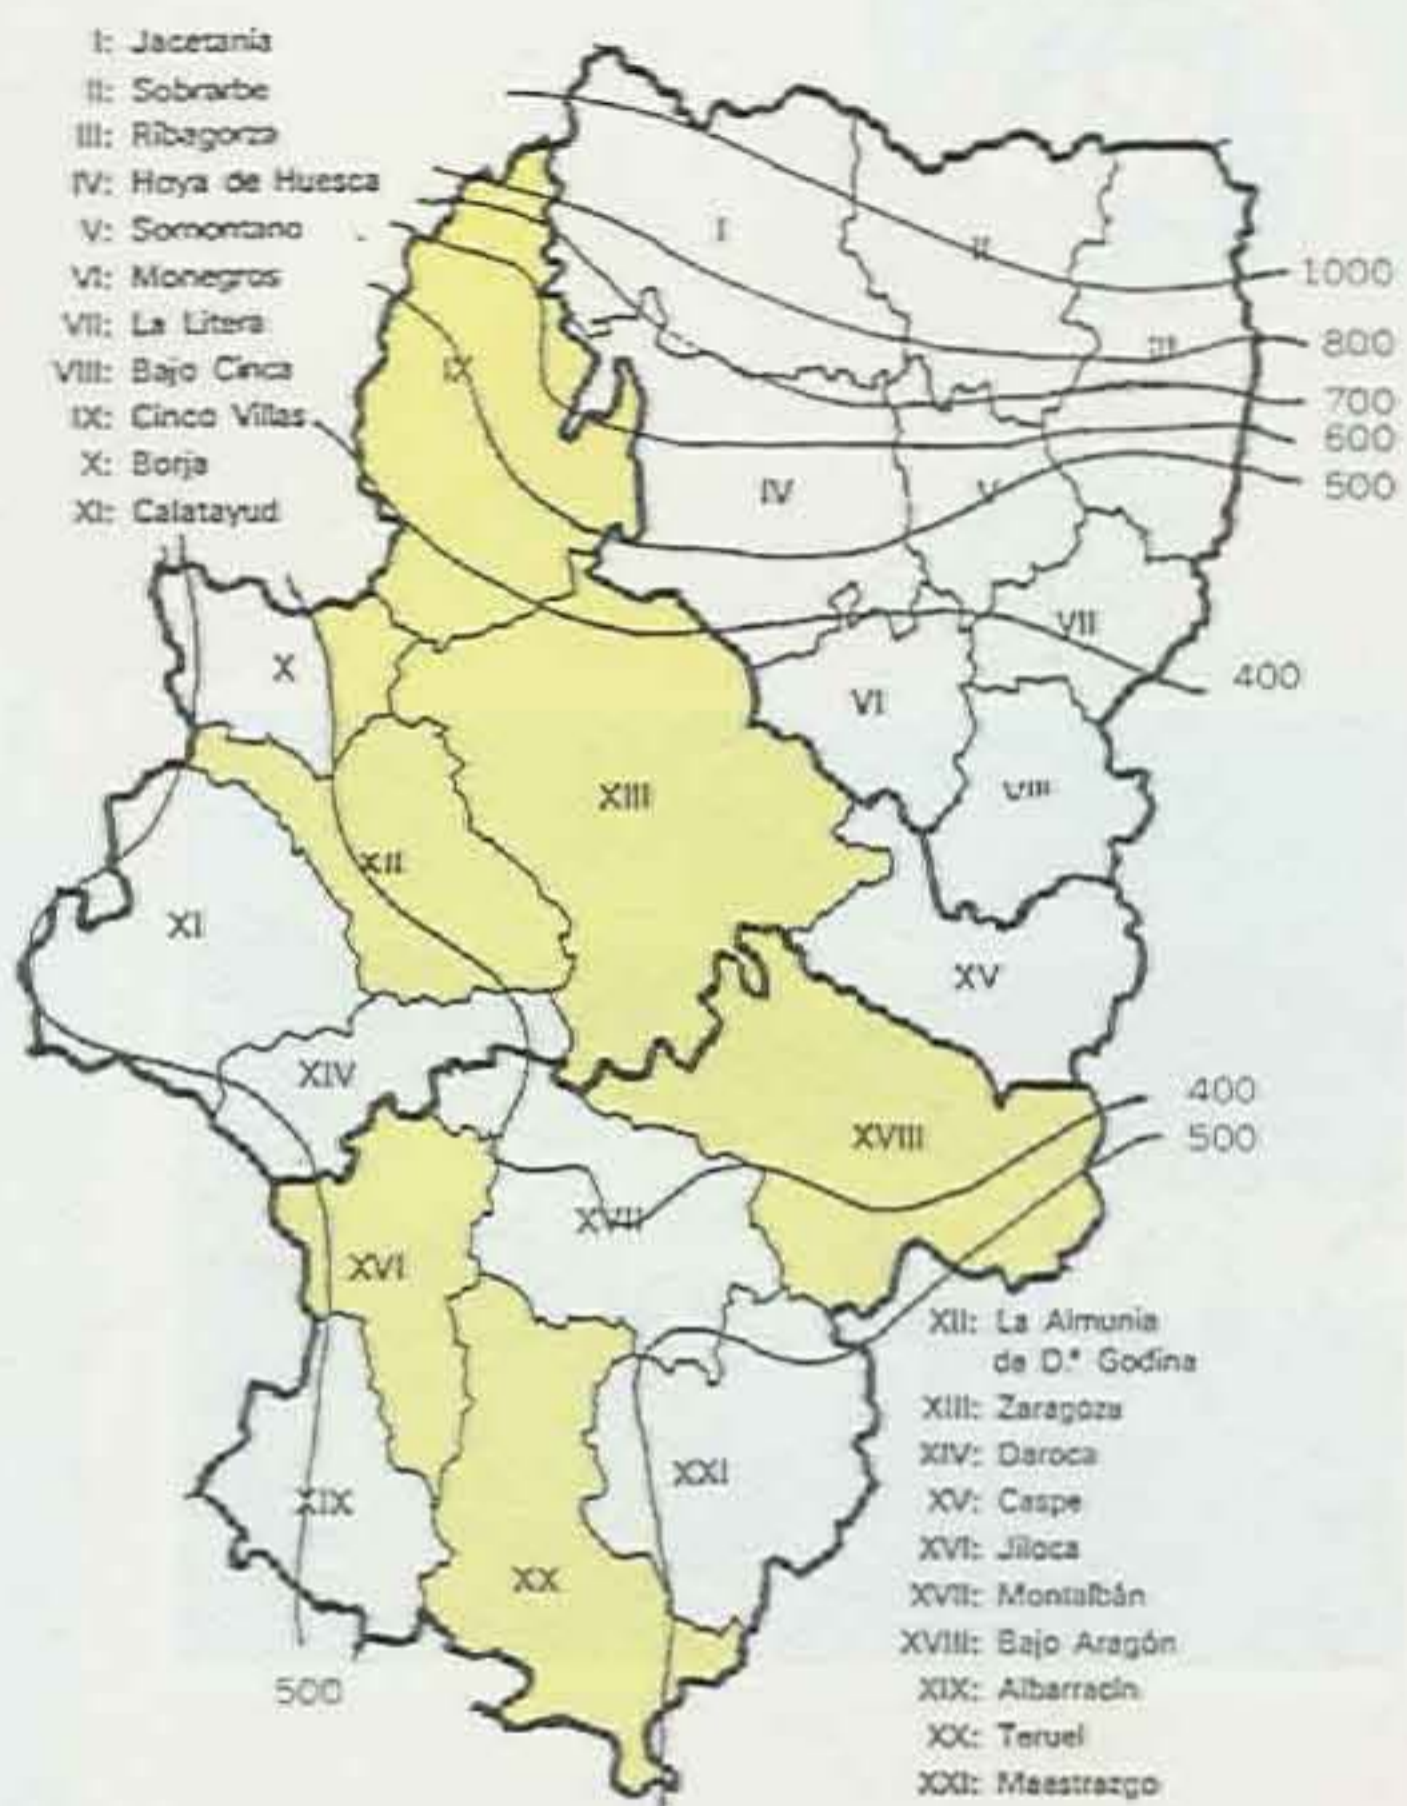 I: Jacetania
II: Sobrarbe
III: Ribagorza
IV: Hoya de Huesca
V: Somontano
VI: Monegros
VII: La Litera
VIII: Bajo Cinca
IX: Cinco Villas
X: Borja
XI: Calatayud
I
II
III
1000
800
700
600
500
IX
IV
V
VII
400
X
VI
XIII
VIII
XII
XI
XV
XIV
400
XVIII
500
XVII
XVI
XII: La Almunia
de D.ª Godina
XIII: Zaragoza
XIV: Daroca
XV: Caspe
XVI: Jiloca
XVII: Montalbán
XVIII: Bajo Aragón
XIX: Albarracín
XX: Teruel
XXI: Maestrazgo
XXI
XIX
XX
500